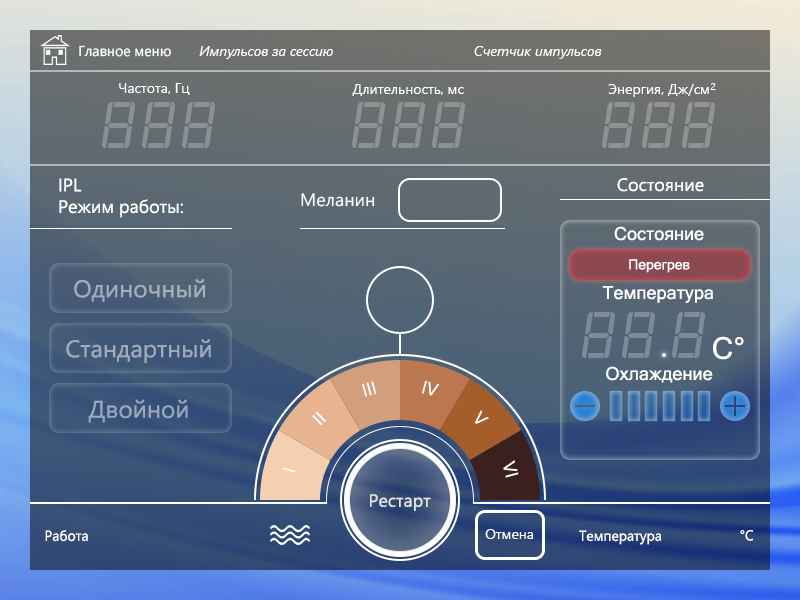 Главное меню
Импульсов за сессию
Счетчик импульсов
Частота, Гц
Длительность, мс
Энергия, Дж/см²
888
888
888
IPL
Режим работы:
Меланин
Состояние
Состояние
Перегрев
Температура
88.8 C°
Охлаждение
Одиночный
Стандартный
Двойной
I
II
III
IV
V
VI
Рестарт
Работа
Отмена
Температура
°C